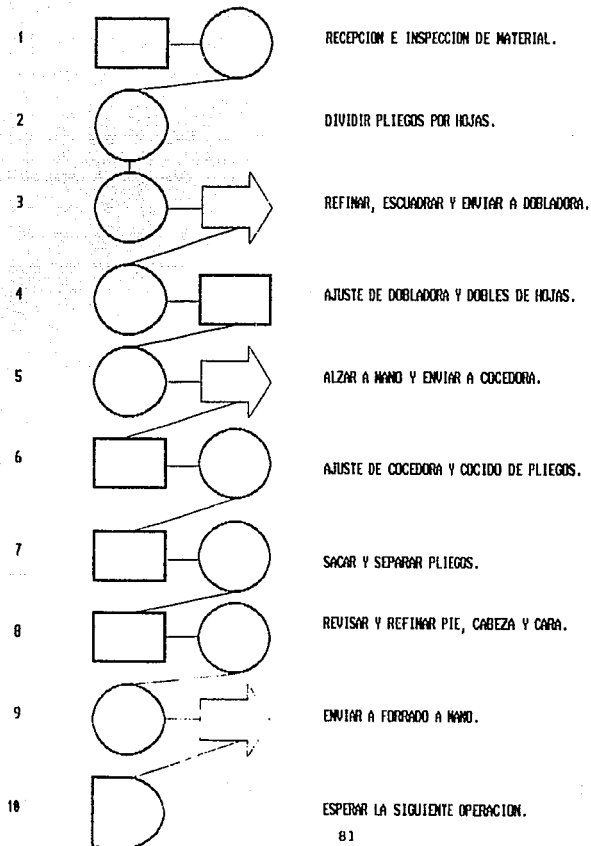 1 RECEPCION E INSPECCION DE MATERIAL.
2 DIVIDIR PLIEGOS POR HOJAS.
3 REFINAR, ESCUADRAR Y ENVIAR A DOBLADORA.
4 AJUSTE DE DOBLADORA Y DOBLES DE HOJAS.
5 ALZAR A MANO Y ENVIAR A COCEDORA.
6 AJUSTE DE COCEDORA Y COCIDO DE PLIEGOS.
7 SACAR Y SEPARAR PLIEGOS.
8 REVISAR Y REFINAR PIE, CABEZA Y CARA.
9 ENVIAR A FORRADO A MANO.
10 ESPERAR LA SIGUIENTE OPERACION.
81